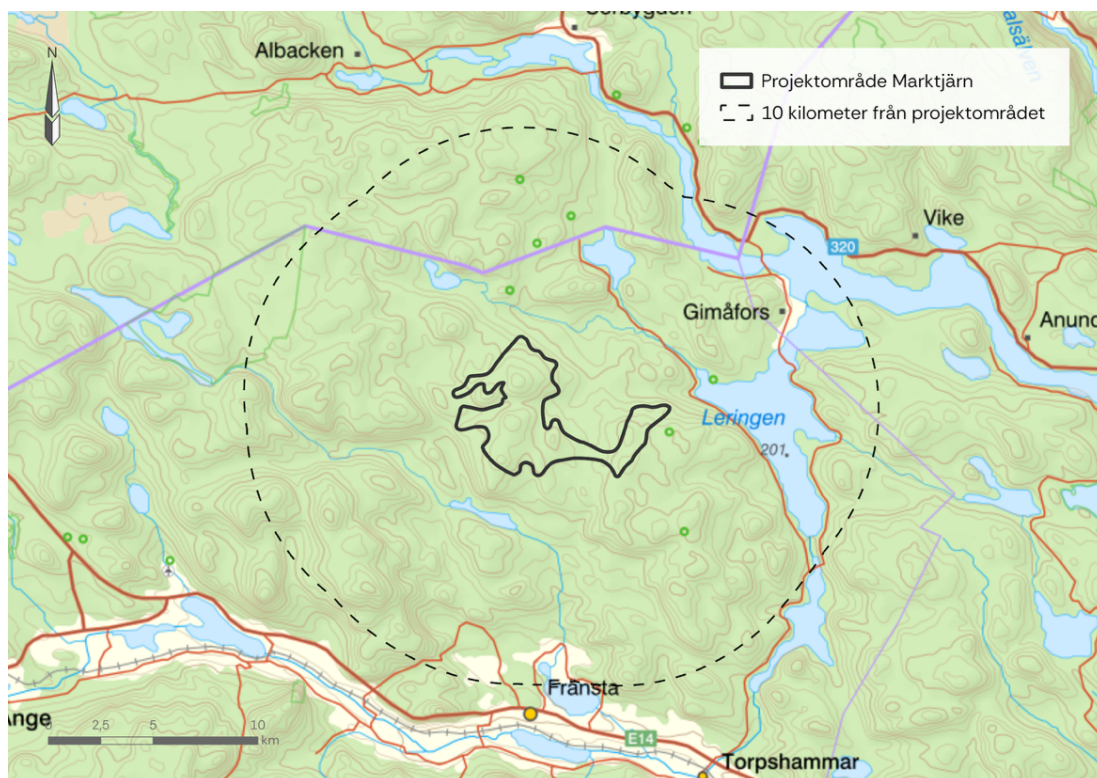 Albacken
N
Projektområde Marktjärn
10 kilometer från projektområdet
Vike
320
Gimåfors
Leringen
201
Fränsta
Ånge
2,5
5
10
km
E14
Torpshammar